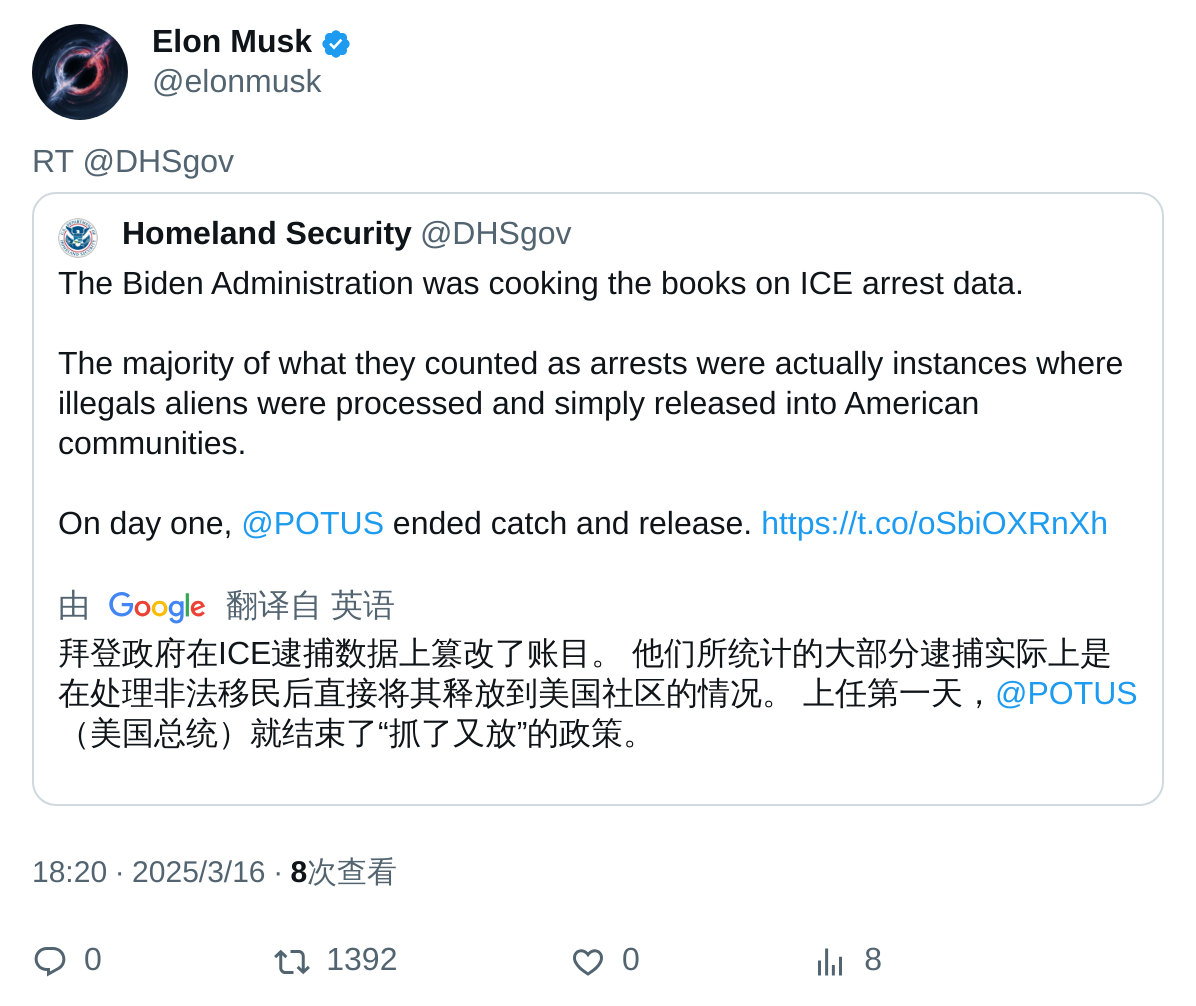 Elon Musk
@elonmusk
RT @DHSgov
Homeland Security @DHSgov
The Biden Administration was cooking the books on ICE arrest data.
The majority of what they counted as arrests were actually instances where
illegals aliens were processed and simply released into American
communities.
On day one, @POTUS ended catch and release. https://t.co/oSbiOXRnXh
由 Google 翻译自 英语
拜登政府在ICE逮捕数据上篡改了账目。 他们所统计的大部分逮捕实际上是
在处理非法移民后直接将其释放到美国社区的情况。 上任第一天，@POTUS
（美国总统）就结束了“抓了又放”的政策。
18:20 · 2025/3/16 · 8次查看
0 1392 0 8